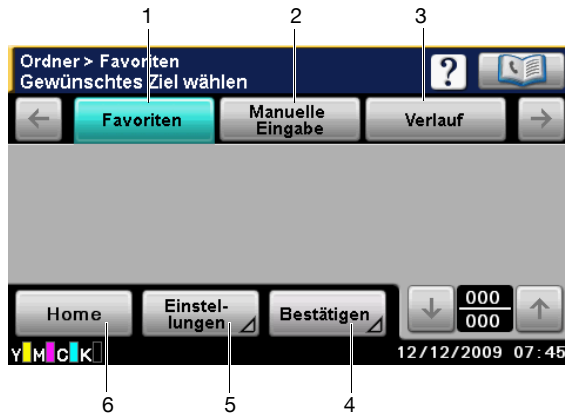 1 2 3
Ordner > Favoriten
Gewünschtes Ziel wählen
?
Favoriten
Manuelle
Eingabe
Verlauf
Home
Einstel-
lungen
Bestätigen
000
000
Y M C K
12/12/2009 07:45
6 5 4